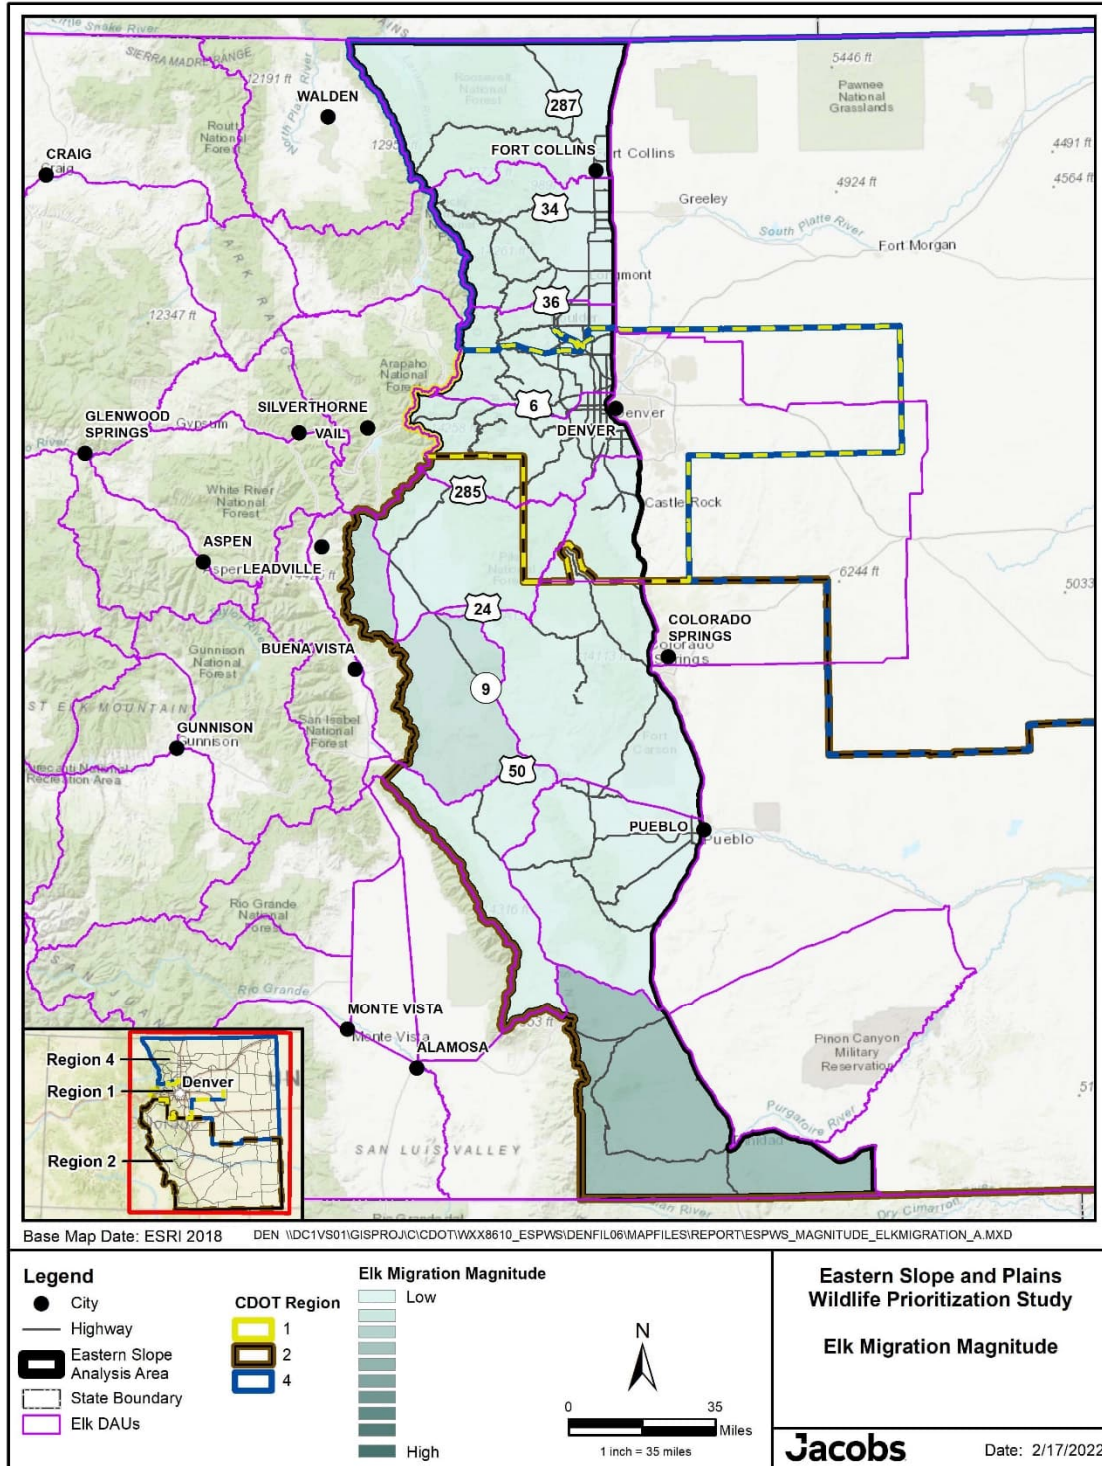 Little Snake River
SIERRA MADRE RANGE
12191 ft
North Platte River
WALDEN
Routt
National
Forest
CRAIG
Craig
Roosevelt
National
Forest
287
FORT COLLINS
rt Collins
5446 ft
Pawnee
National
Grasslands
4491 ft
4564 ft
4924 ft
Greeley
South Platte River
Fort Morgan
34
PARK RANGE
12347 ft
36
Arapaho
National
Forest
GLENWOOD
SPRINGS
Gypsum
SILVERTHORNE
VAIL
6
Denver
DENVER
White River
National
Forest
285
Castle Rock
ASPEN
Aspen
LEADVILLE
6244 ft
24
COLORADO
SPRINGS
BUENA VISTA
Gunnison
National
Forest
9
San Isabel
National
Forest
GUNNISON
Gunnison
Recreation Area
Fort
Carson
50
PUEBLO
Pueblo
Rio Grande
National
Forest
Rio Grande
MONTE VISTA
Monte Vista
ALAMOSA
Pinon Canyon
Military
Reservation
Purgatoire River
SAN LUIS VALLEY
Dry Cimarron
Region 4
Denver
Region 1
Region 2
Base Map Date: ESRI 2018
DEN \\DC1VS01\GISPROJ\C\CDOT\WXX8610_ESPWS\DENFIL06\MAPFILES\REPORT\ESPWS_MAGNITUDE_ELKMIGRATION_A.MXD
Legend
City
Highway
Eastern Slope
Analysis Area
State Boundary
Elk DAUs
CDOT Region
1
2
4
Elk Migration Magnitude
Low
High
N
0
35
Miles
1 inch = 35 miles
Eastern Slope and Plains
Wildlife Prioritization Study
Elk Migration Magnitude
Jacobs
Date: 2/17/2022